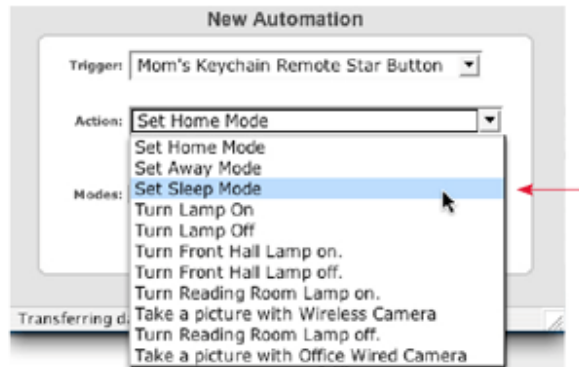 New Automation
Trigger: Mom's Keychain Remote Star Button
Action: Set Home Mode
Set Home Mode
Set Away Mode
Modes: Set Sleep Mode
Turn Lamp On
Turn Lamp Off
Turn Front Hall Lamp on.
Turn Front Hall Lamp off.
Turn Reading Room Lamp on.
Transferring d. Take a picture with Wireless Camera
Turn Reading Room Lamp off.
Take a picture with Office Wired Camera